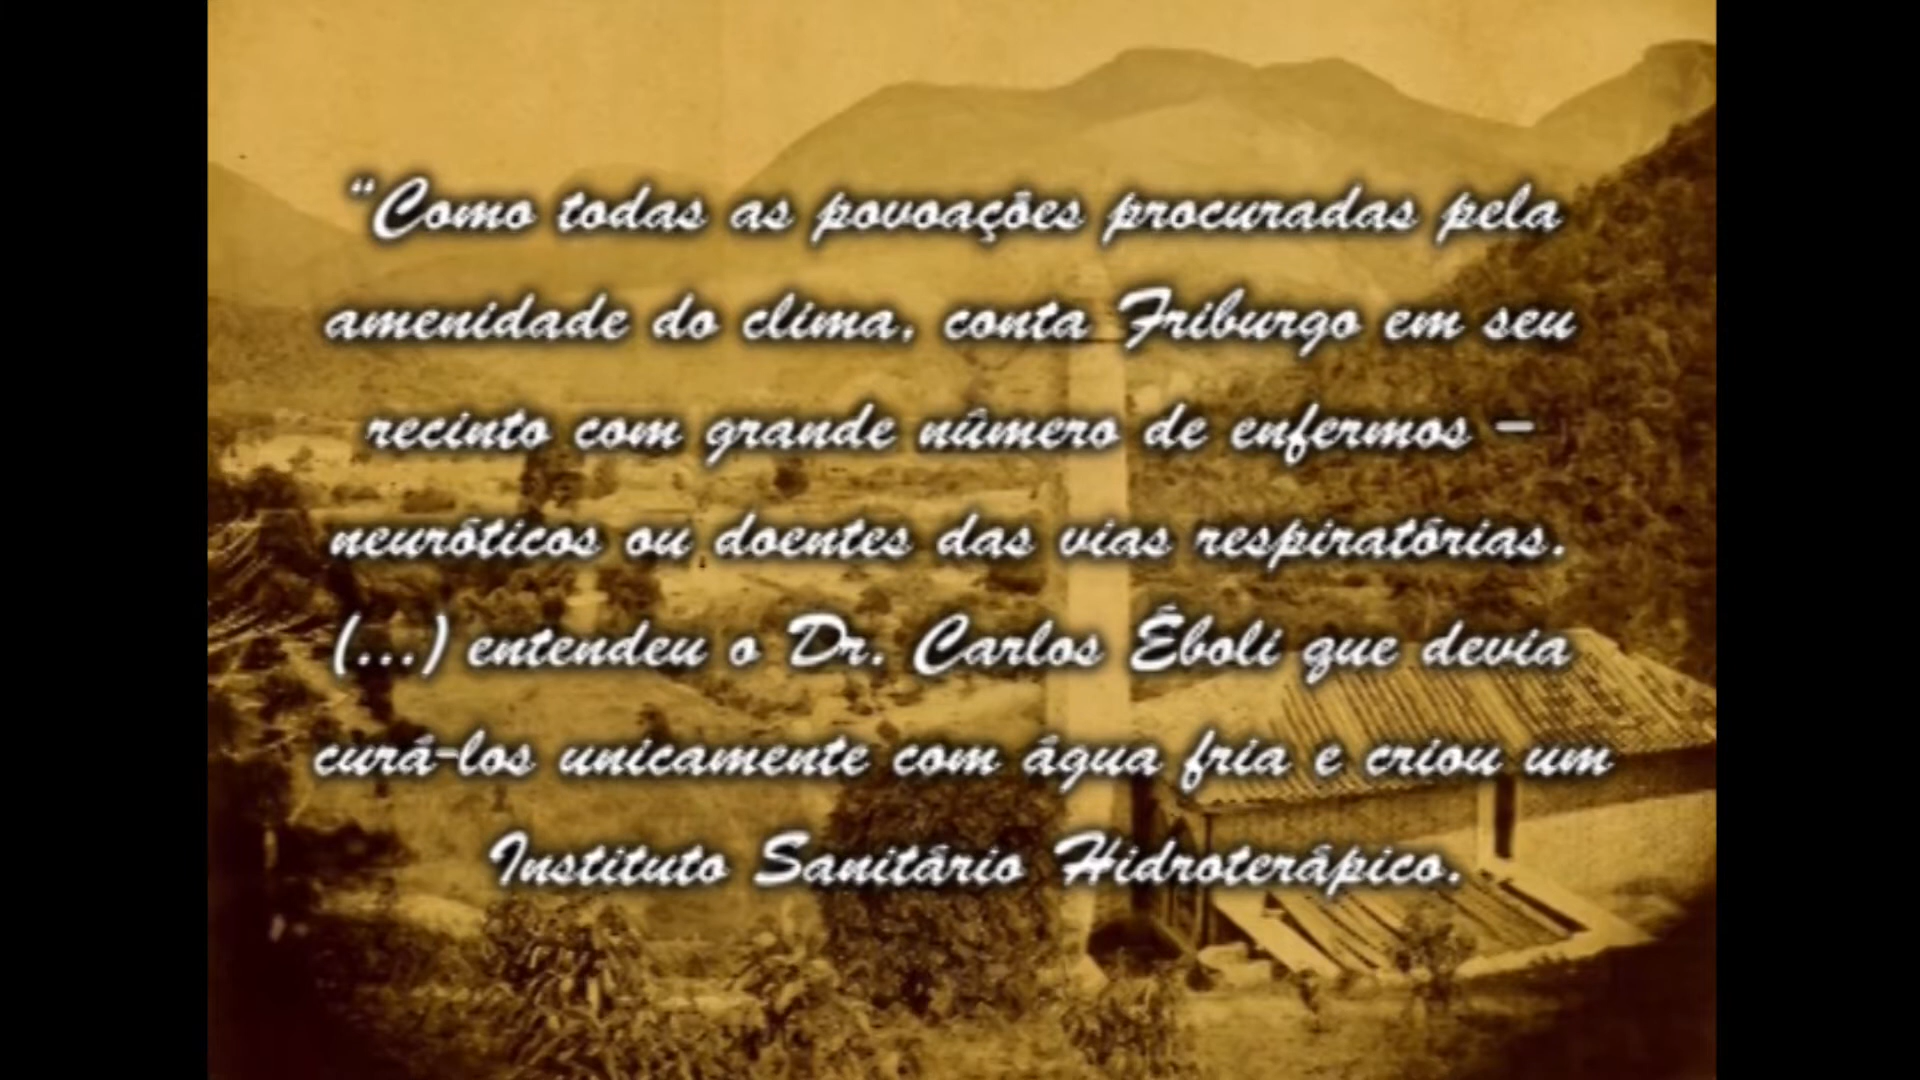 “Como todas as povoações procuradas pela
amenidade do clima, conta Friburgo em seu
recinto com grande número de enfermos –
neuróticos ou doentes das vias respiratórias.
(...) entendeu o Dr. Carlos Éboli que devia
curá-los unicamente com água fria e criou um
Instituto Sanitário Hidroterápico.